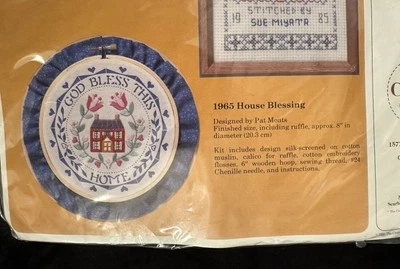 STITCHED BY
19 85
SUE MIYATA
GOD BLESS THIS
HOME
1965 House Blessing
Designed by Pat Moats
Finished size, including ruffle, approx. 8" in
diameter (20.3 cm)
Kit includes design silk-screened on cotton
muslin, calico for ruffle, cotton embroidery
flosses, 6" wooden hoop, sewing thread, #24
Chenille needle, and instructions.